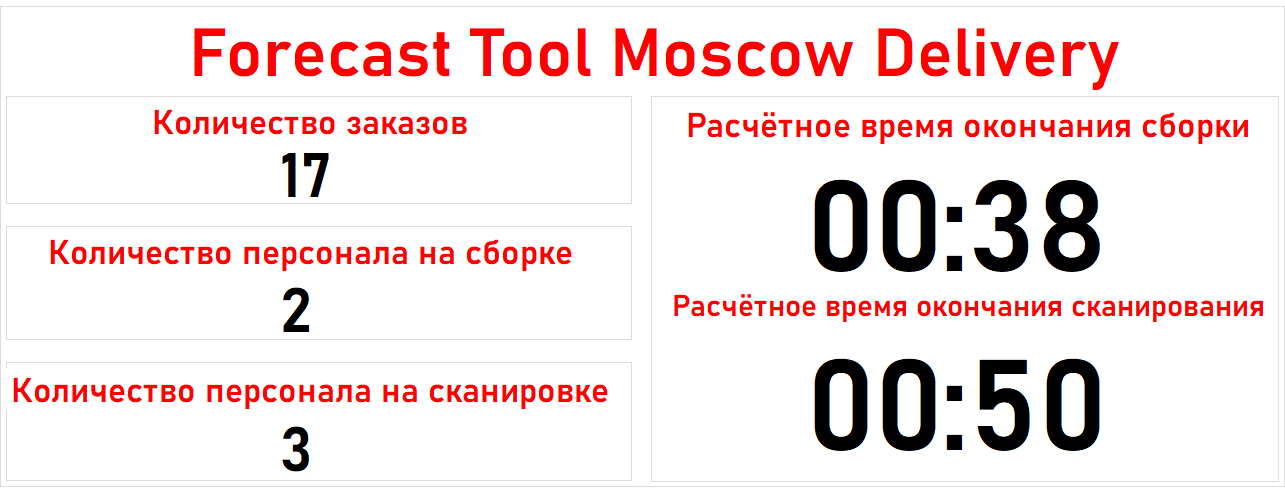 Forecast Tool Moscow Delivery
Количество заказов
17
Количество персонала на сборке
2
Количество персонала на сканировке
3
Расчётное время окончания сборки
00:38
Расчётное время окончания сканирования
00:50